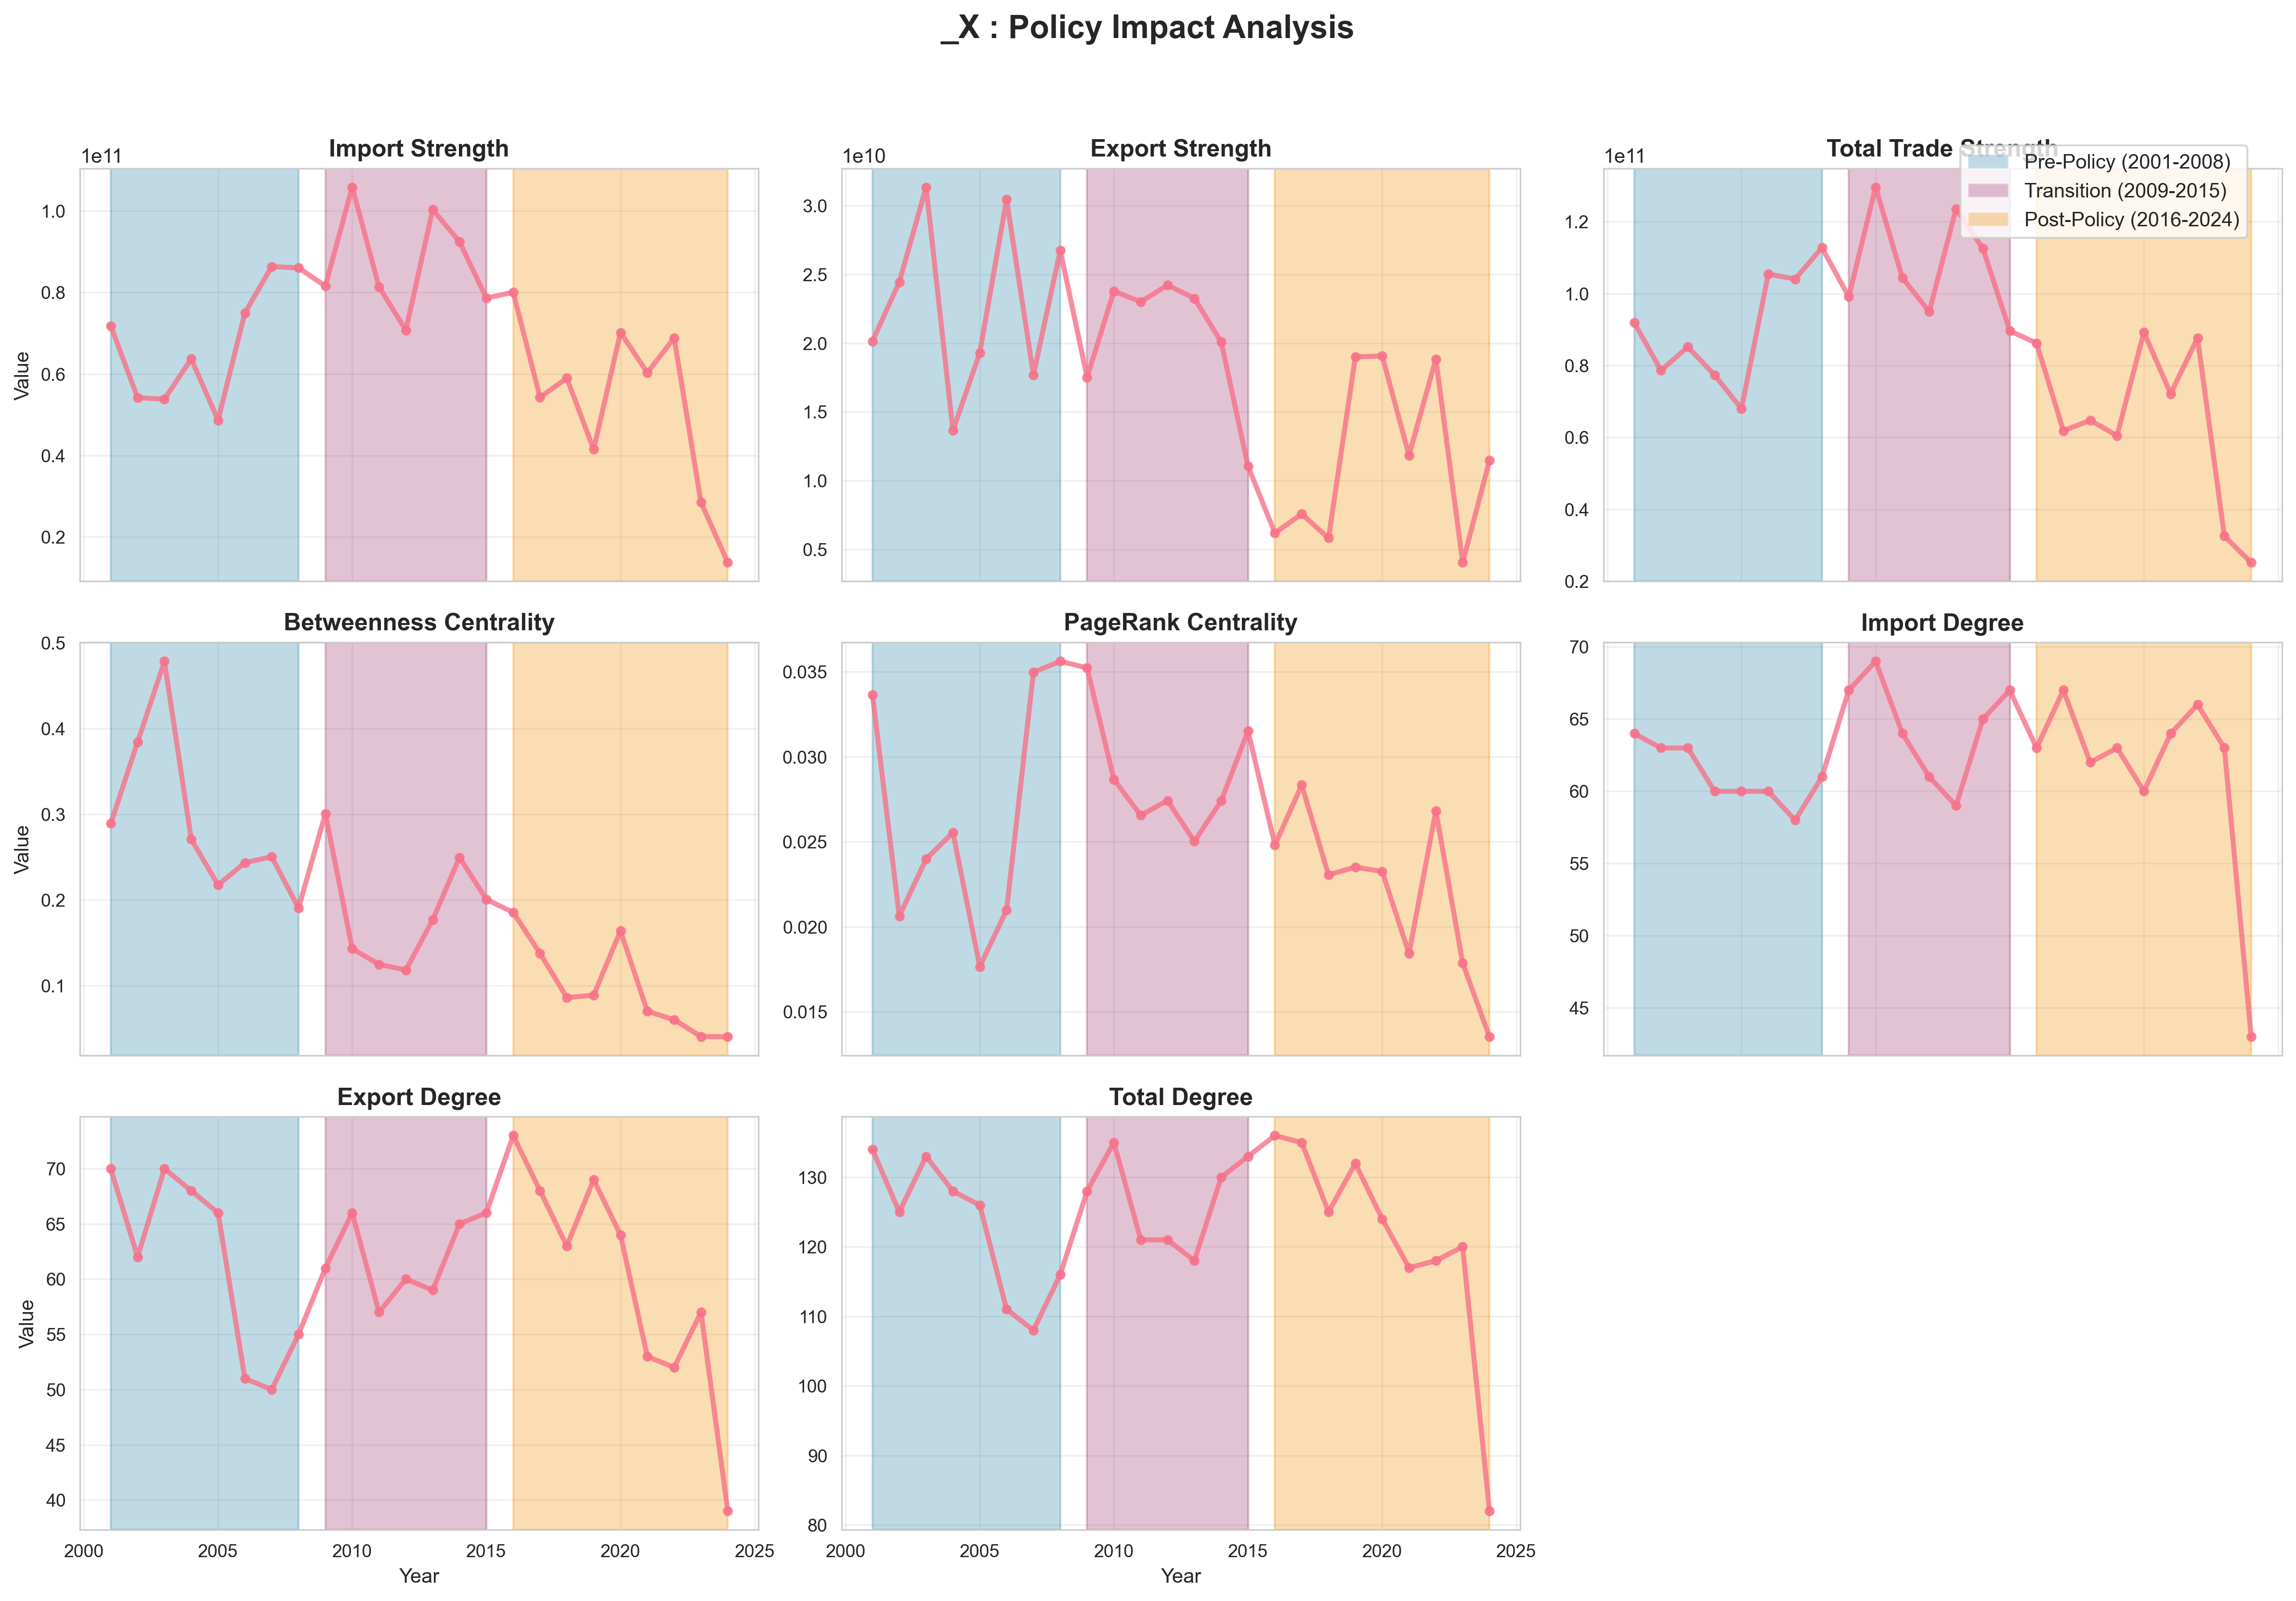 _X : Policy Impact Analysis
Import Strength
1e11
1.0
0.8
0.6
0.4
0.2
Value
Export Strength
1e10
3.0
2.5
2.0
1.5
1.0
0.5
Total Trade Strength
1e11
1.2
1.0
0.8
0.6
0.4
0.2
Pre-Policy (2001-2008)
Transition (2009-2015)
Post-Policy (2016-2024)
Betweenness Centrality
0.5
0.4
0.3
0.2
0.1
Value
PageRank Centrality
0.035
0.030
0.025
0.020
0.015
Import Degree
70
65
60
55
50
45
Export Degree
70
65
60
55
50
45
40
Value
2000 2005 2010 2015 2020 2025
Year
Total Degree
130
120
110
100
90
80
2000 2005 2010 2015 2020 2025
Year